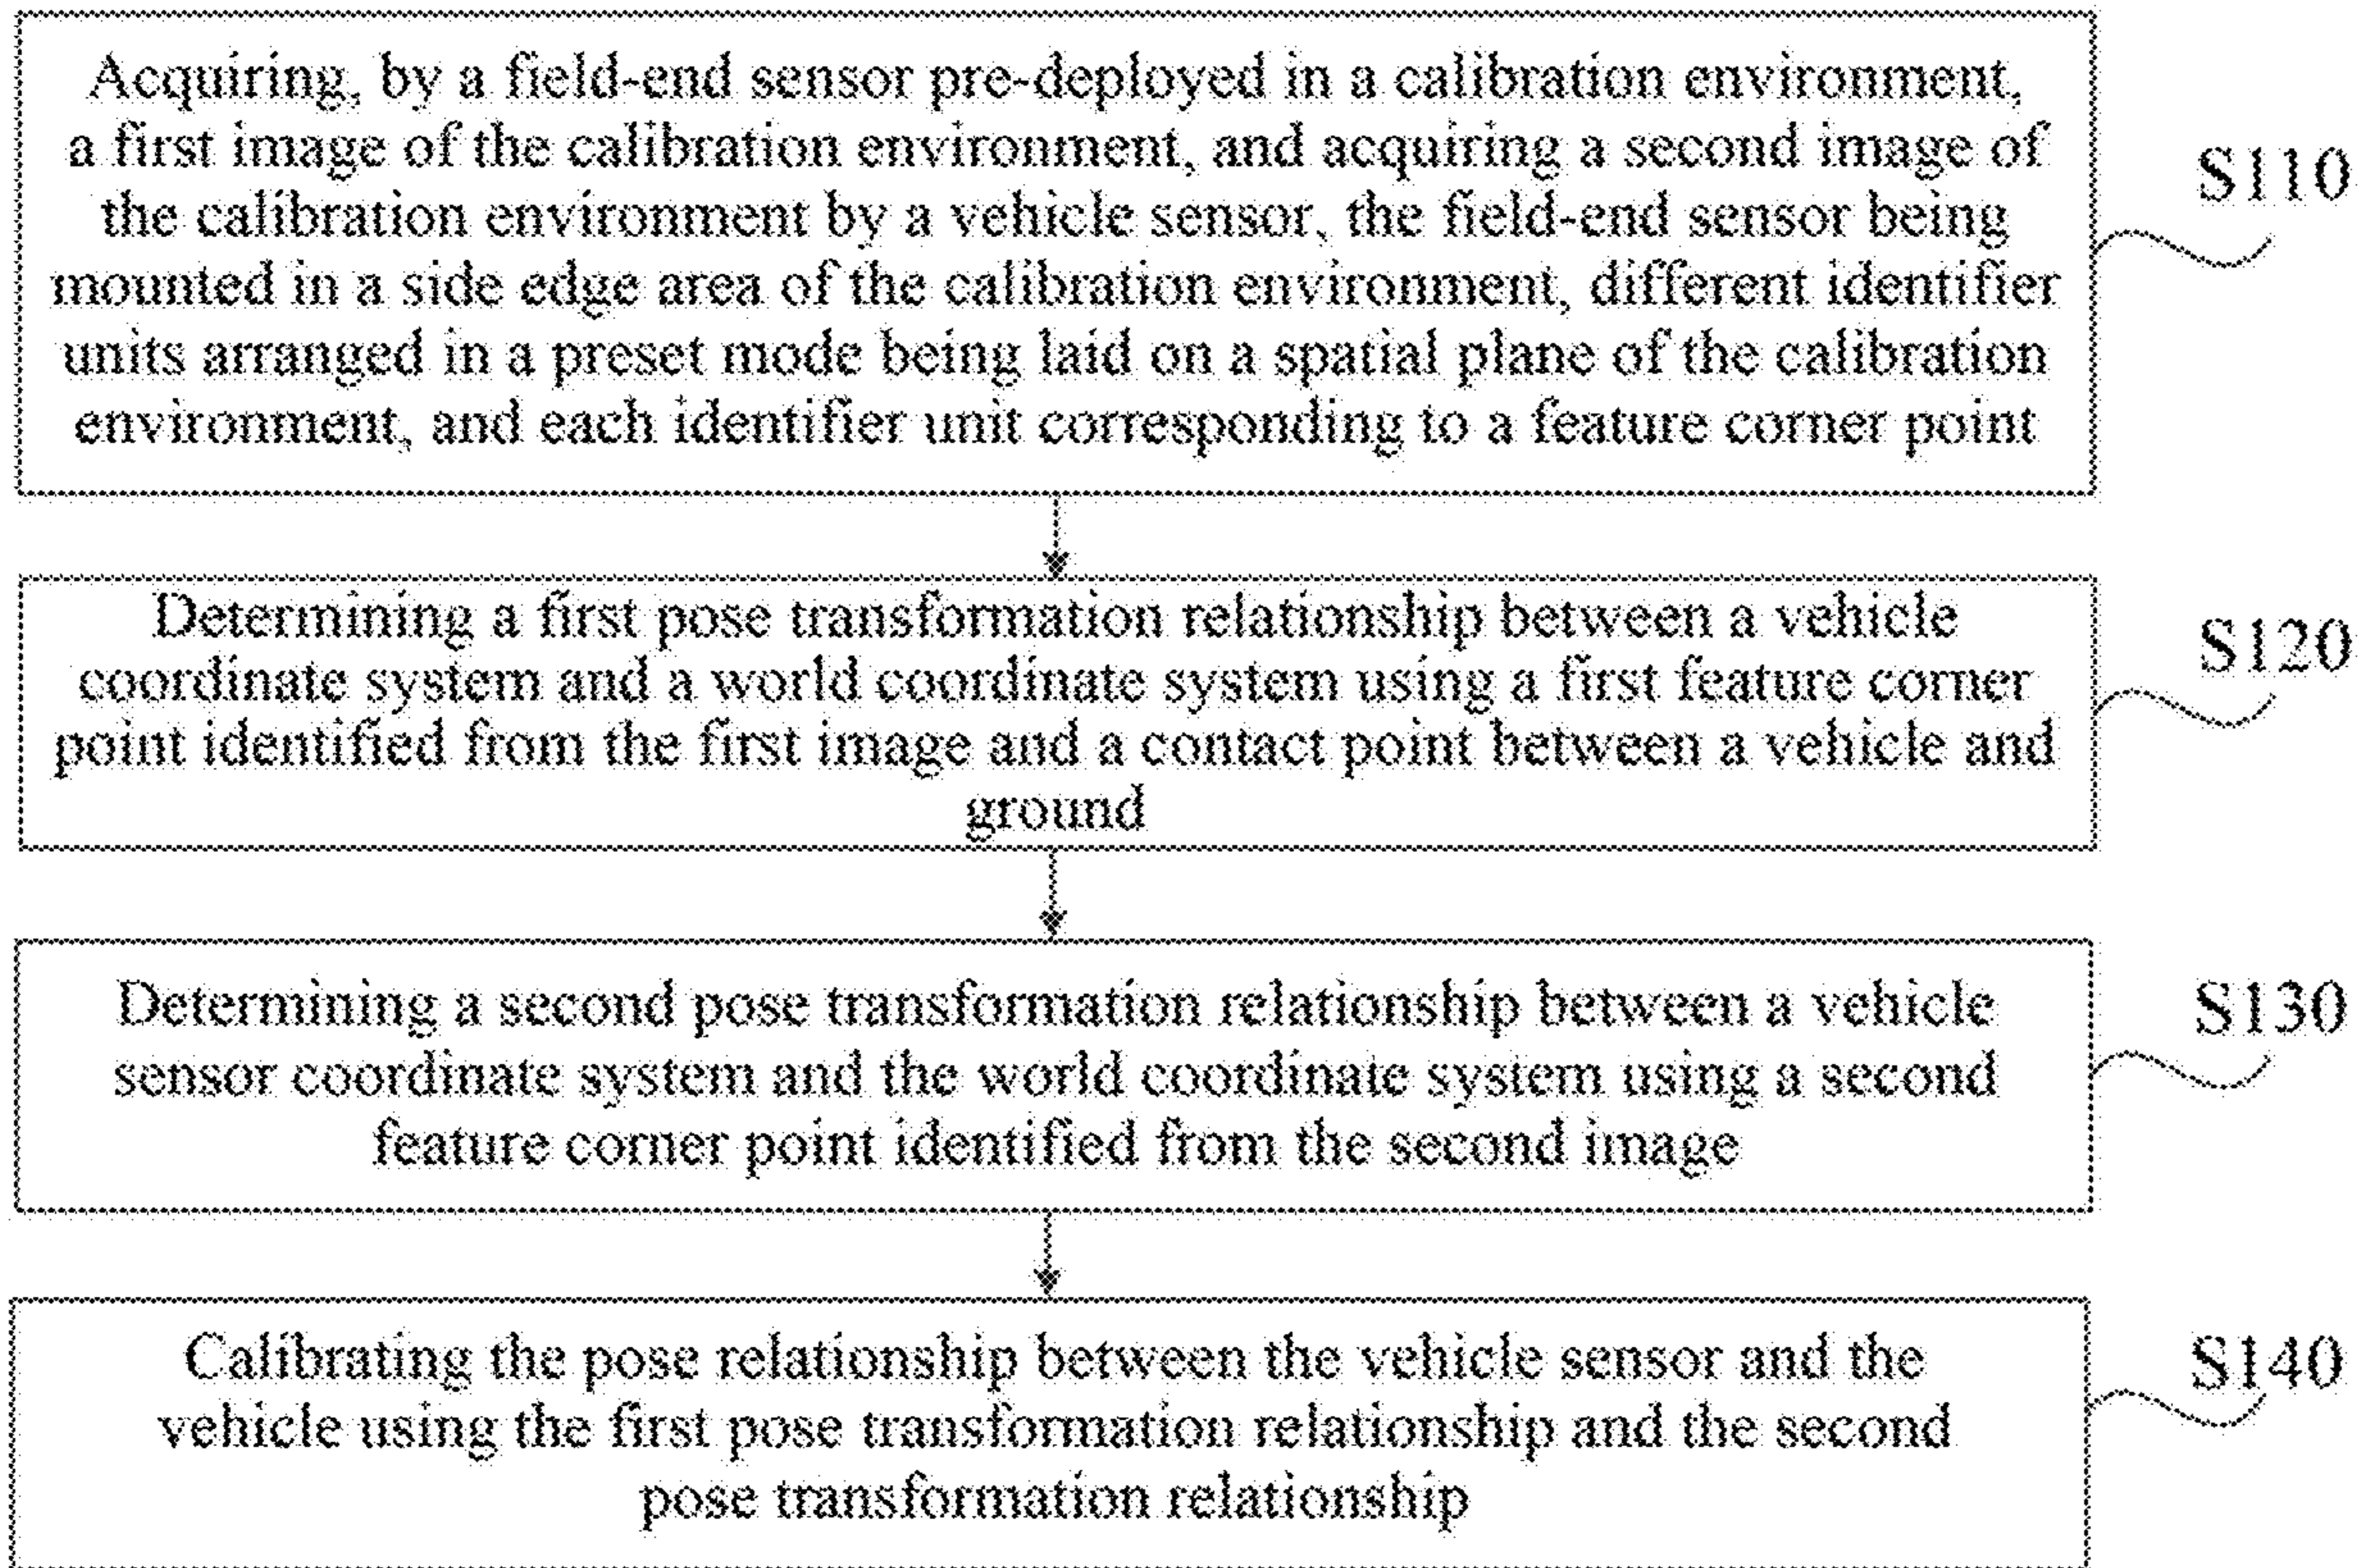 Acquiring, by a field-end sensor pre-deployed in a calibration environment,
a first image of the calibration environment, and acquiring a second image of
the calibration environment by a vehicle sensor, the field-end sensor being
mounted in a side edge area of the calibration environment, different identifier
units arranged in a preset mode being laid on a spatial plane of the calibration
environment, and each identifier unit corresponding to a feature corner point
S110
Determining a first pose transformation relationship between a vehicle
coordinate system and a world coordinate system using a first feature corner
point identified from the first image and a contact point between a vehicle and
ground
S120
Determining a second pose transformation relationship between a vehicle
sensor coordinate system and the world coordinate system using a second
feature corner point identified from the second image
S130
Calibrating the pose relationship between the vehicle sensor and the
vehicle using the first pose transformation relationship and the second
pose transformation relationship
S140